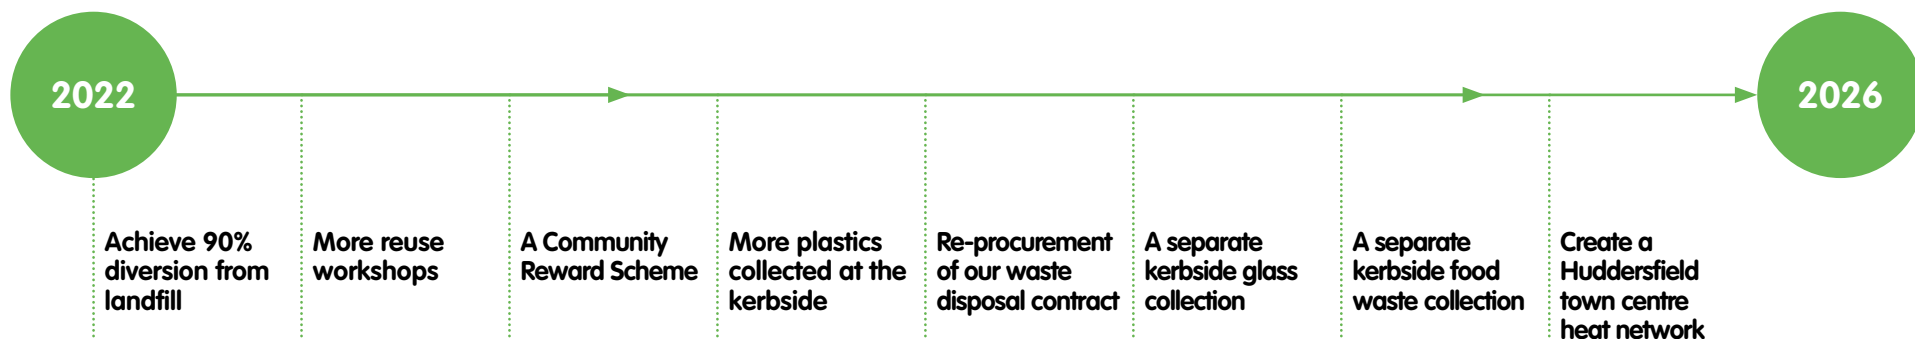 2022
2026
Achieve 90%
diversion from
landfill
More reuse
workshops
A Community
Reward Scheme
More plastics
collected at the
kerbside
Re-procurement
of our waste
disposal contract
A separate
kerbside glass
collection
A separate
kerbside food
waste collection
Create a
Huddersfield
town centre
heat network